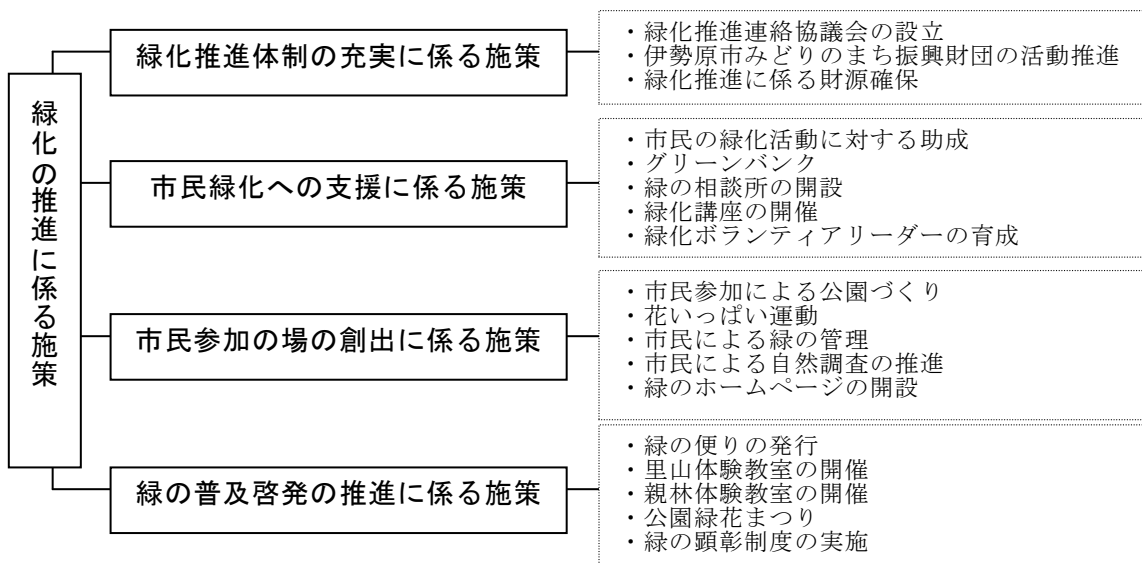 緑化の推進に係る施策
緑化推進体制の充実に係る施策
・緑化推進連絡協議会の設立
・伊勢原市みどりのまち振興財団の活動推進
・緑化推進に係る財源確保
市民緑化への支援に係る施策
・市民の緑化活動に対する助成
・グリーンバンク
・緑の相談所の開設
・緑化講座の開催
・緑化ボランティアリーダーの育成
市民参加の場の創出に係る施策
・市民参加による公園づくり
・花いっぱい運動
・市民による緑の管理
・市民による自然調査の推進
・緑のホームページの開設
緑の普及啓発の推進に係る施策
・緑の便りの発行
・里山体験教室の開催
・親林体験教室の開催
・公園緑花まつり
・緑の顕彰制度の実施